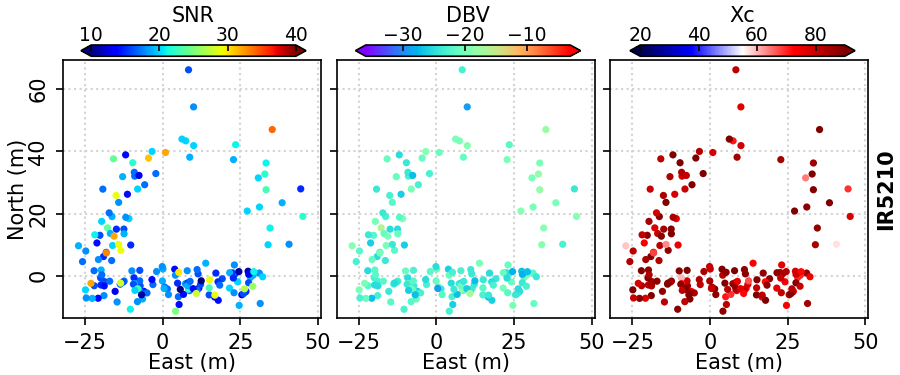 SNR DBV Xc
10 20 30 40 −30 −20 −10 20 40 60 80
60
40
20
0
North (m)
IR5210
−25 0 25 50 −25 0 25 50 −25 0 25 50
East (m) East (m) East (m)